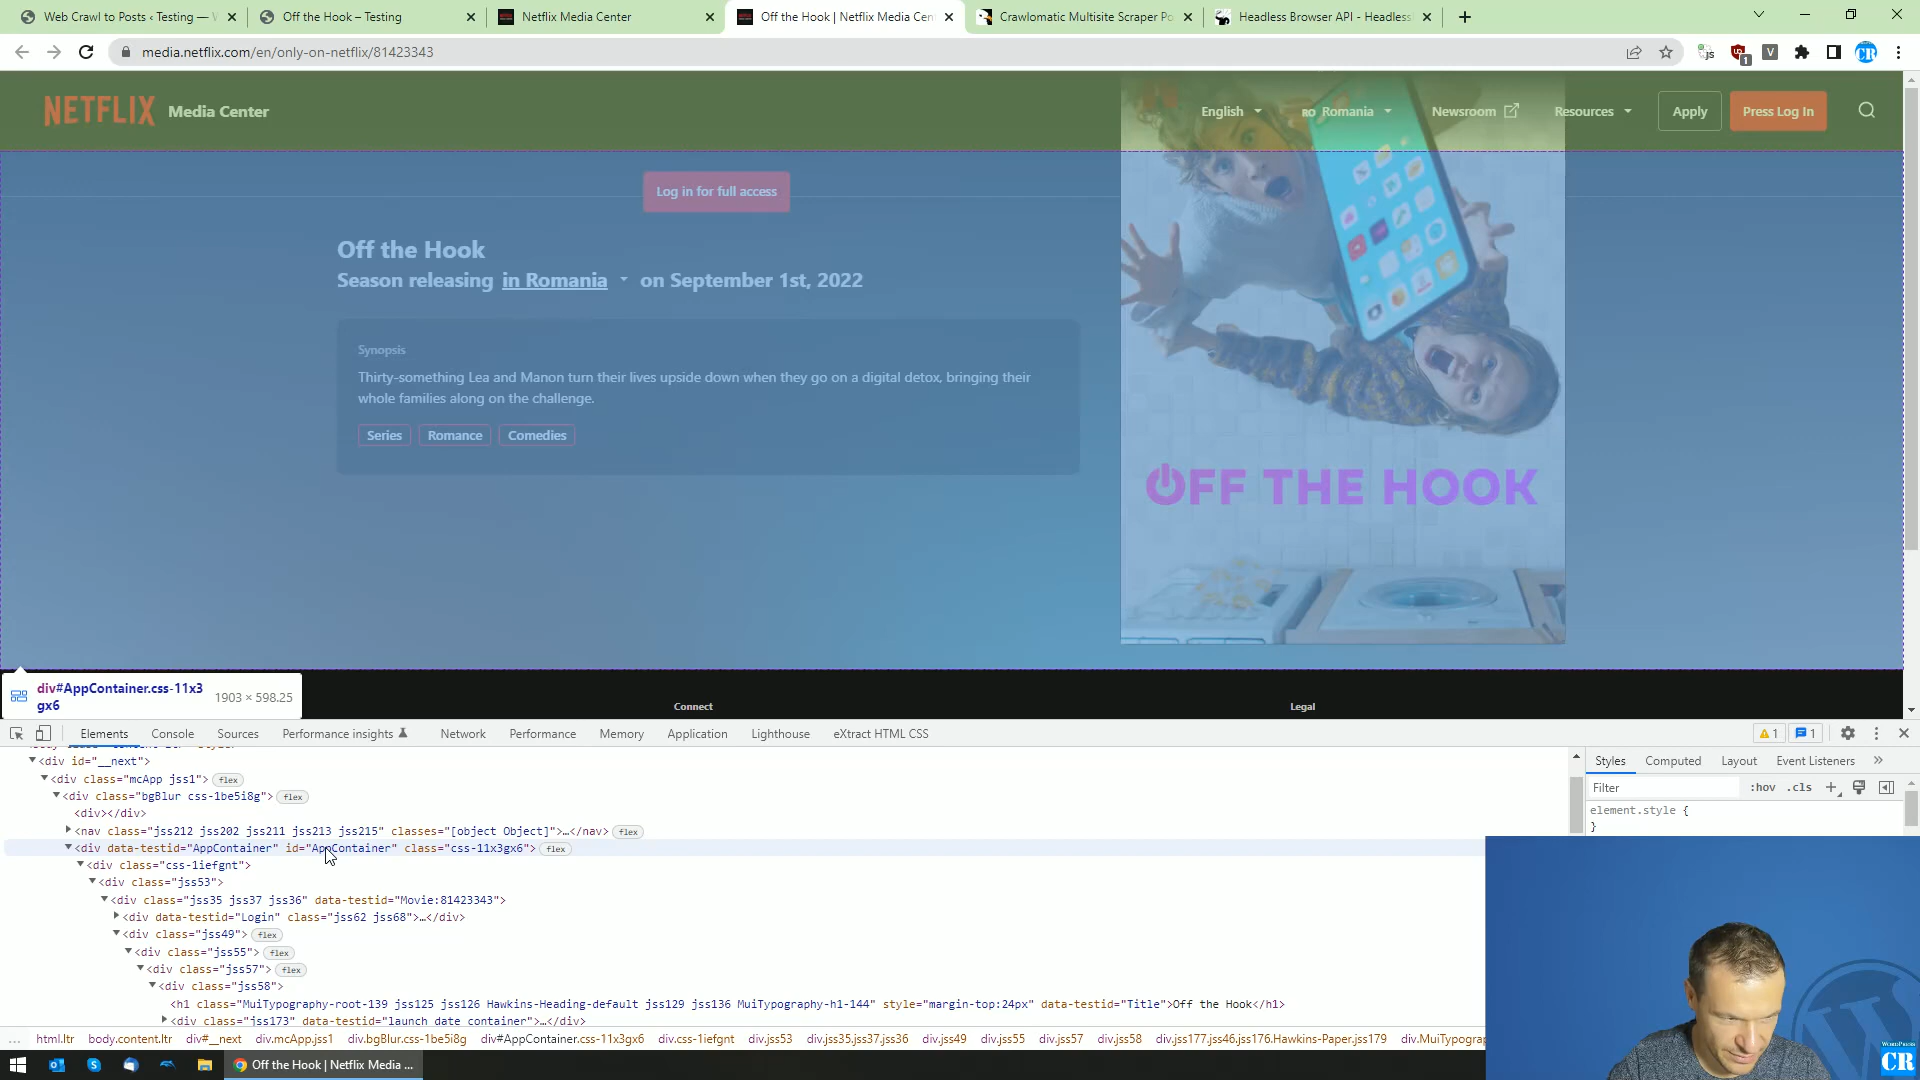 Web Crawl to Posts ‹ Testing — W
Off the Hook – Testing
Netflix Media Center
Off the Hook | Netflix Media Cen
Crawlomatic Multisite Scraper Po
Headless Browser API - Headless
media.netflix.com/en/only-on-netflix/81423343
NETFLIX Media Center
English
RO Romania
Newsroom
Resources
Apply
Press Log In
Log in for full access
Off the Hook
Season releasing in Romania on September 1st, 2022
Synopsis
Thirty-something Lea and Manon turn their lives upside down when they go on a digital detox, bringing their
whole families along on the challenge.
Series Romance Comedies
OFF THE HOOK
div#AppContainer.css-11x3
gx6
1903 × 598.25
Connect
Legal
Elements Console Sources Performance insights Network Performance Memory Application Lighthouse eXtract HTML CSS
1
1
<div id="__next">
<div class="mcApp jss1"> flex
<div class="bgBlur css-1be5i8g"> flex
<div></div>
<nav class="jss212 jss202 jss211 jss213 jss215" classes="[object Object]">…</nav> flex
<div data-testid="AppContainer" id="AppContainer" class="css-11x3gx6"> flex
<div class="css-1iefgnt">
<div class="jss53">
<div class="jss35 jss37 jss36" data-testid="Movie:81423343">
<div data-testid="Login" class="jss62 jss68">…</div>
<div class="jss49"> flex
<div class="jss55"> flex
<div class="jss57"> flex
<div class="jss58">
<h1 class="MuiTypography-root-139 jss125 jss126 Hawkins-Heading-default jss129 jss136 MuiTypography-h1-144" style="margin-top:24px" data-testid="Title">Off the Hook</h1>
<div class="jss173" data-testid="launch date container">…</div>
Styles Computed Layout Event Listeners »
Filter :hov .cls
element.style {
}
… html.ltr body.content.ltr div#__next div.mcApp.jss1 div.bgBlur.css-1be5i8g div#AppContainer.css-11x3gx6 div.css-1iefgnt div.jss53 div.jss35.jss37.jss36 div.jss49 div.jss55 div.jss57 div.jss58 div.jss177.jss46.jss176.Hawkins-Paper.jss179 div.MuiTypograp
Off the Hook | Netflix Media ...
WORDPRESS
CR